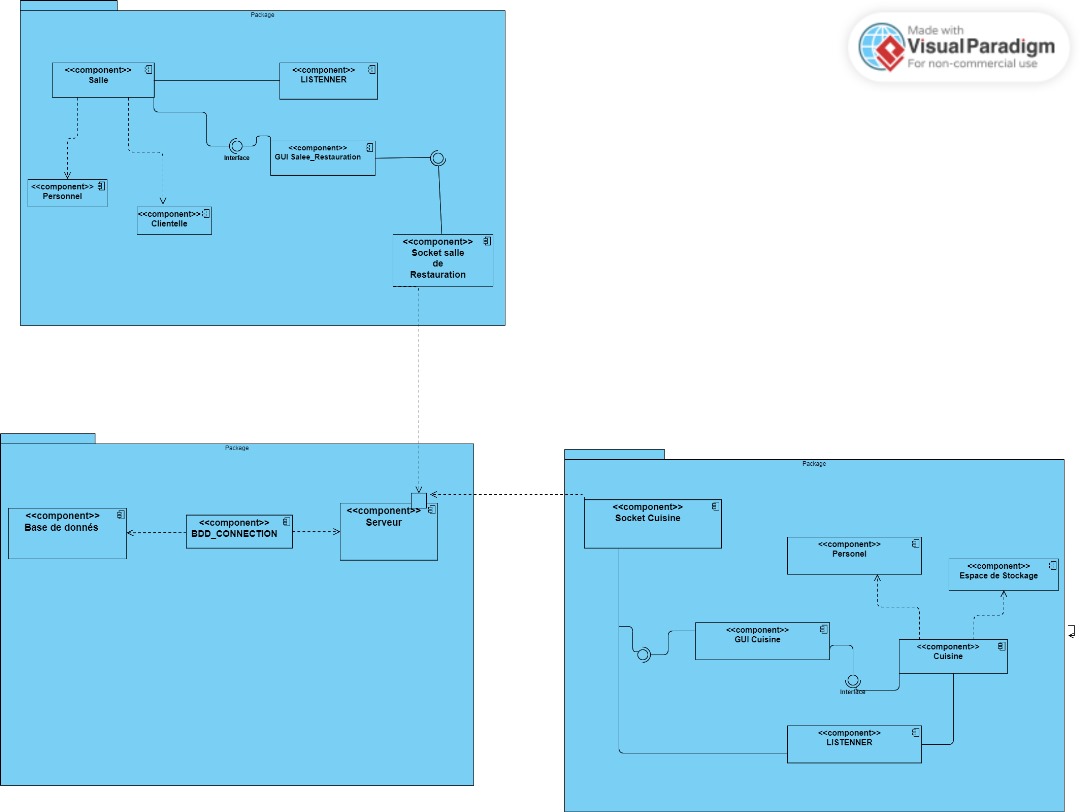 Made with
Visual Paradigm
For non-commercial use
Package
<<component>>
Salle
<<component>>
LISTENNER
Interface
<<component>>
GUI Salee_Restauration
<<component>>
Personnel
<<component>>
Clientelle
<<component>>
Socket salle
de
Restauration
Package
<<component>>
Base de donnés
<<component>>
BDD_CONNECTION
<<component>>
Serveur
Package
<<component>>
Socket Cuisine
<<component>>
Personel
<<component>>
Espace de Stockage
<<component>>
GUI Cuisine
<<component>>
Cuisine
Interface
<<component>>
LISTENNER